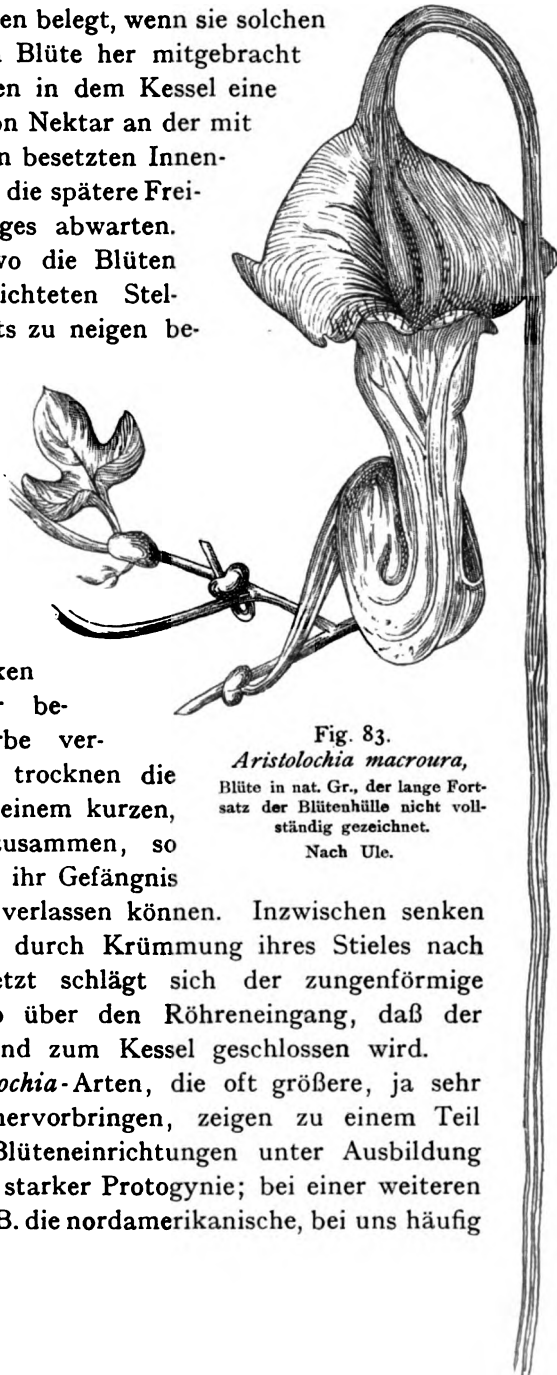 en belegt, wenn sie solchen
Blüte her mitgebracht
en in dem Kessel eine
on Nektar an der mit
n besetzten Innen-
die spätere Frei-
ges abwarten.
wo die Blüten
ichteten Stel-
ts zu neigen be-
ken
be-
rbe ver-
trocknen die
einem kurzen,
zusammen, so
ihr Gefängnis
verlassen können. Inzwischen senken
durch Krümmung ihres Stieles nach
etzt schlägt sich der zungenförmige
über den Röhreneingang, daß der
nd zum Kessel geschlossen wird.
ochia-Arten, die oft größere, ja sehr
hervorbringen, zeigen zu einem Teil
Blüteneinrichtungen unter Ausbildung
starker Protogynie; bei einer weiteren
B. die nordamerikanische, bei uns häufig
Fig. 83.
Aristolochia macroura,
Blüte in nat. Gr., der lange Fort-
satz der Blütenhülle nicht voll-
ständig gezeichnet.
Nach Ule.